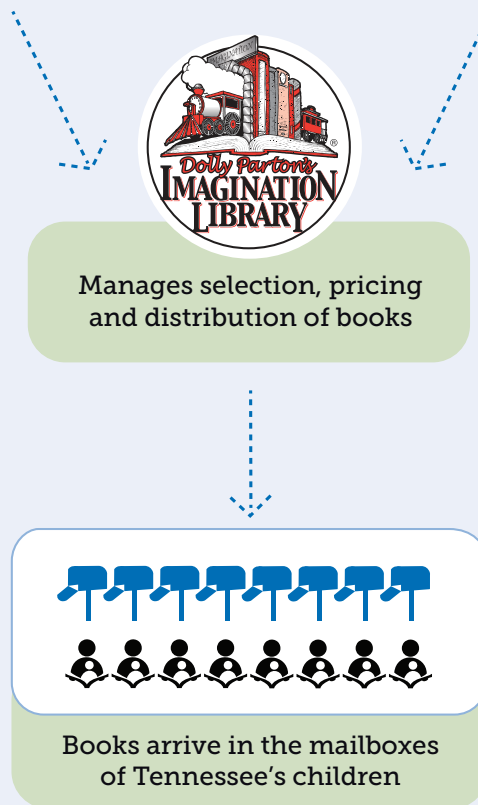 IMAGINATION
Dolly Parton's
IMAGINATION
LIBRARY
®
Manages selection, pricing
and distribution of books
Books arrive in the mailboxes
of Tennessee's children